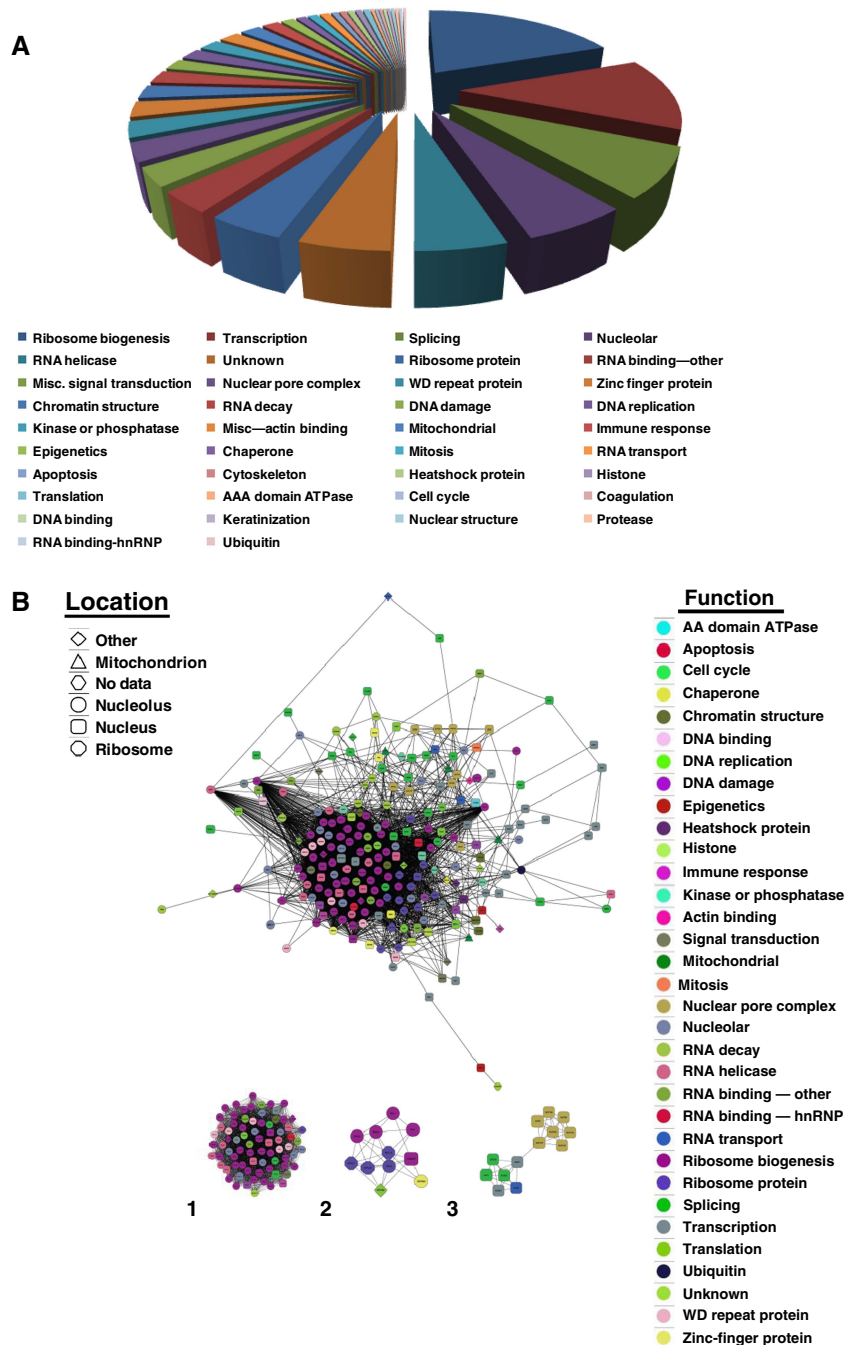 A
Ribosome biogenesis Transcription Splicing Nucleolar
RNA helicase Unknown Ribosome protein RNA binding—other
Misc. signal transduction Nuclear pore complex WD repeat protein Zinc finger protein
Chromatin structure RNA decay DNA damage DNA replication
Kinase or phosphatase Misc—actin binding Mitochondrial Immune response
Epigenetics Chaperone Mitosis RNA transport
Apoptosis Cytoskeleton Heatshock protein Histone
Translation AAA domain ATPase Cell cycle Coagulation
DNA binding Keratinization Nuclear structure Protease
RNA binding-hnRNP Ubiquitin
B
Location
Other
Mitochondrion
No data
Nucleolus
Nucleus
Ribosome
Function
AA domain ATPase
Apoptosis
Cell cycle
Chaperone
Chromatin structure
DNA binding
DNA replication
DNA damage
Epigenetics
Heatshock protein
Histone
Immune response
Kinase or phosphatase
Actin binding
Signal transduction
Mitochondrial
Mitosis
Nuclear pore complex
Nucleolar
RNA decay
RNA helicase
RNA binding — other
RNA binding — hnRNP
RNA transport
Ribosome biogenesis
Ribosome protein
Splicing
Transcription
Translation
Ubiquitin
Unknown
WD repeat protein
Zinc-finger protein
1 2 3